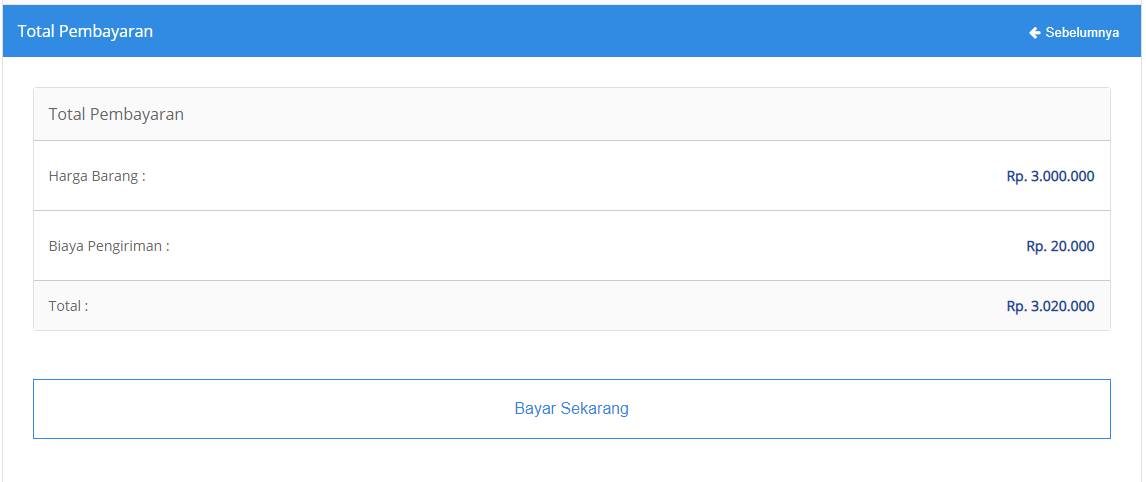 Total Pembayaran
Sebelumnya
Total Pembayaran
Harga Barang : Rp. 3.000.000
Biaya Pengiriman : Rp. 20.000
Total : Rp. 3.020.000
Bayar Sekarang